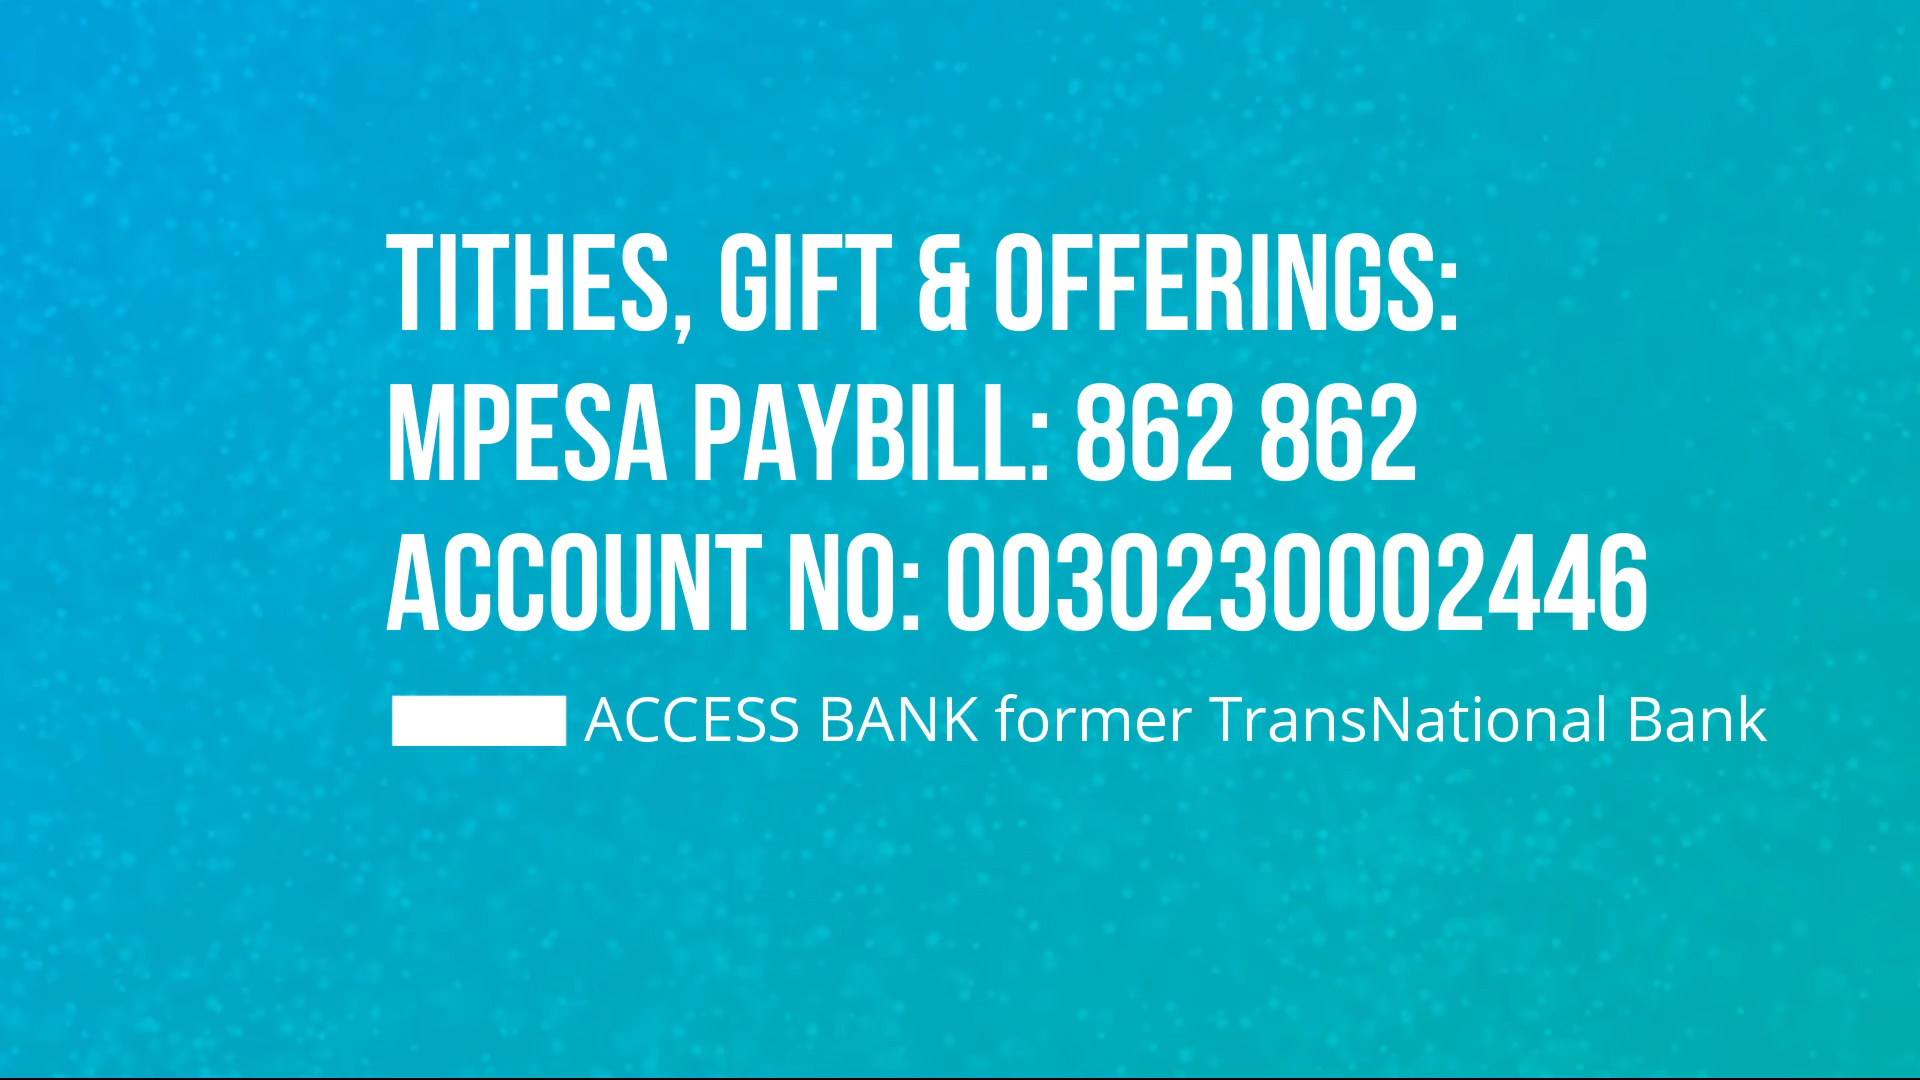 TITHES, GIFT & OFFERINGS:
MPESA PAYBILL: 862 862
ACCOUNT NO: 0030230002446
ACCESS BANK former TransNational Bank